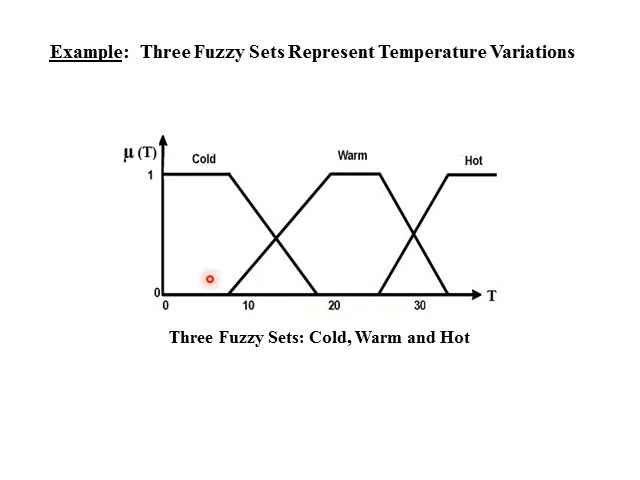 Example: Three Fuzzy Sets Represent Temperature Variations
μ (T)
Cold
Warm
Hot
1
0
0
10
20
30
T
Three Fuzzy Sets: Cold, Warm and Hot